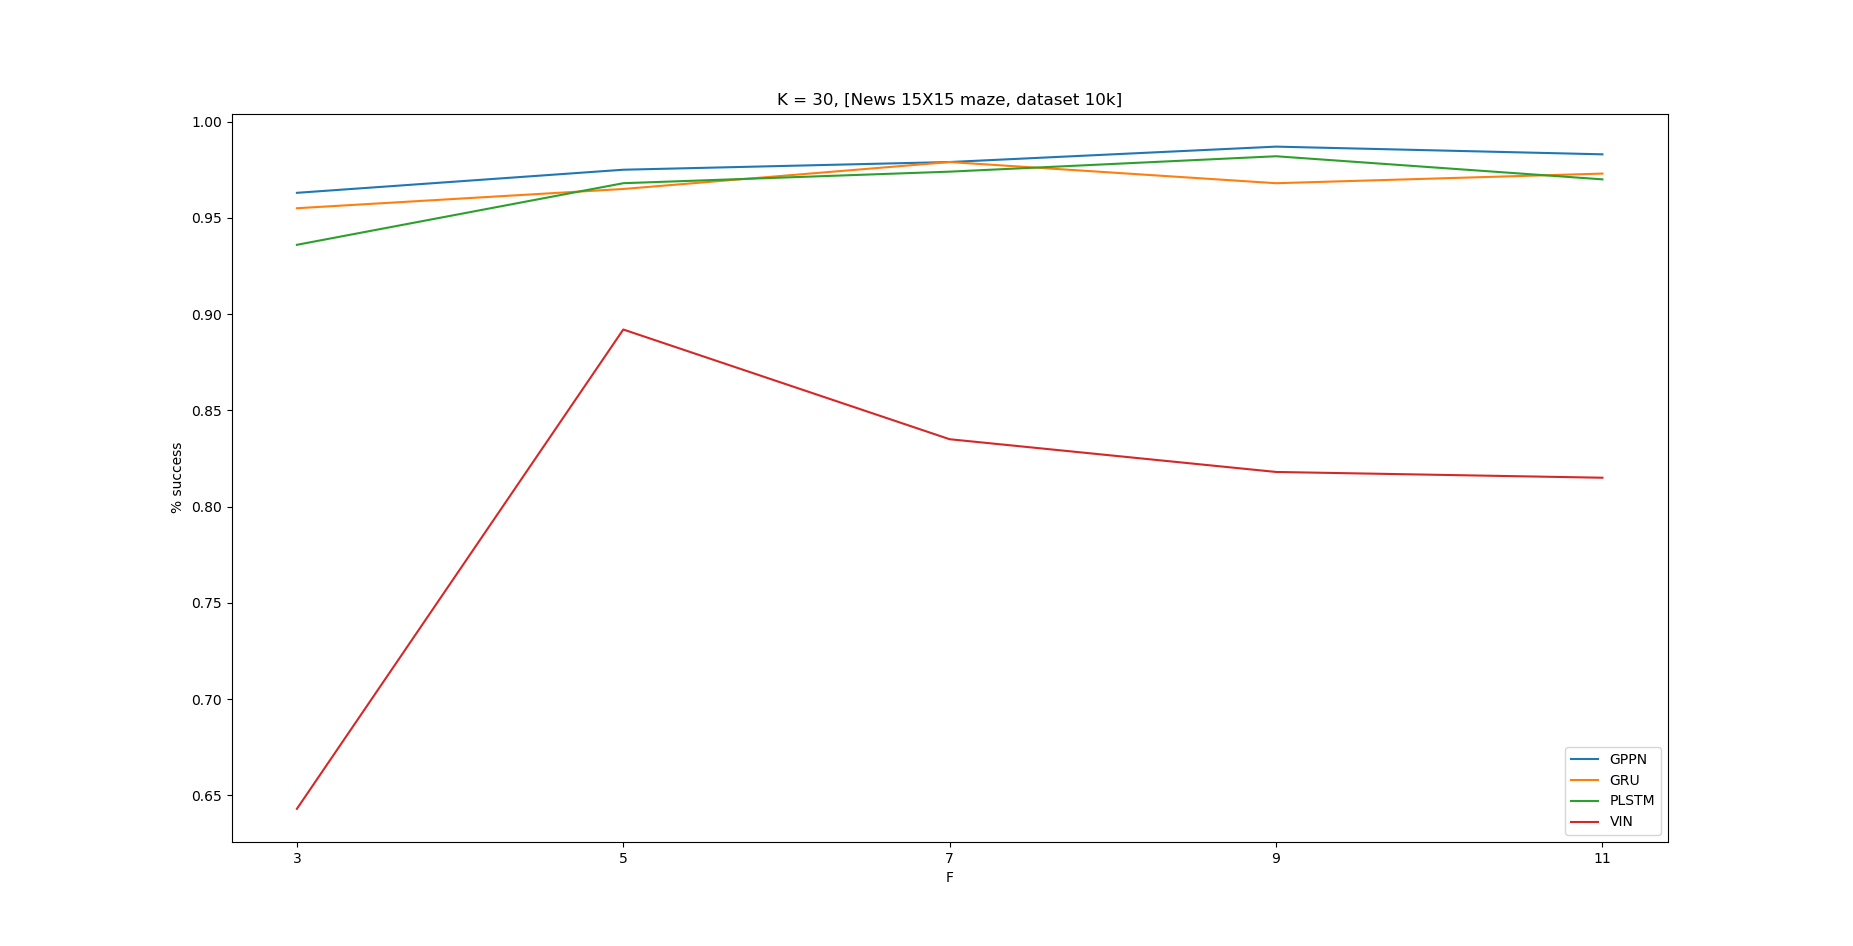 K = 30, [News 15X15 maze, dataset 10k]
1.00
0.95
0.90
0.85
0.80
0.75
0.70
0.65
% success
3 5 7 9 11
F
GPPN
GRU
PLSTM
VIN